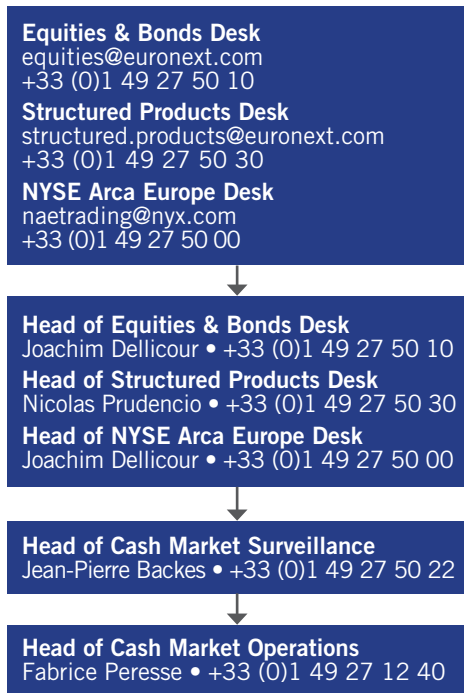 Equities & Bonds Desk
equities@euronext.com
+33 (0)1 49 27 50 10
Structured Products Desk
structured.products@euronext.com
+33 (0)1 49 27 50 30
NYSE Arca Europe Desk
naetrading@nyx.com
+33 (0)1 49 27 50 00
Head of Equities & Bonds Desk
Joachim Dellicour • +33 (0)1 49 27 50 10
Head of Structured Products Desk
Nicolas Prudencio • +33 (0)1 49 27 50 30
Head of NYSE Arca Europe Desk
Joachim Dellicour • +33 (0)1 49 27 50 00
Head of Cash Market Surveillance
Jean-Pierre Backes • +33 (0)1 49 27 50 22
Head of Cash Market Operations
Fabrice Peresse • +33 (0)1 49 27 12 40